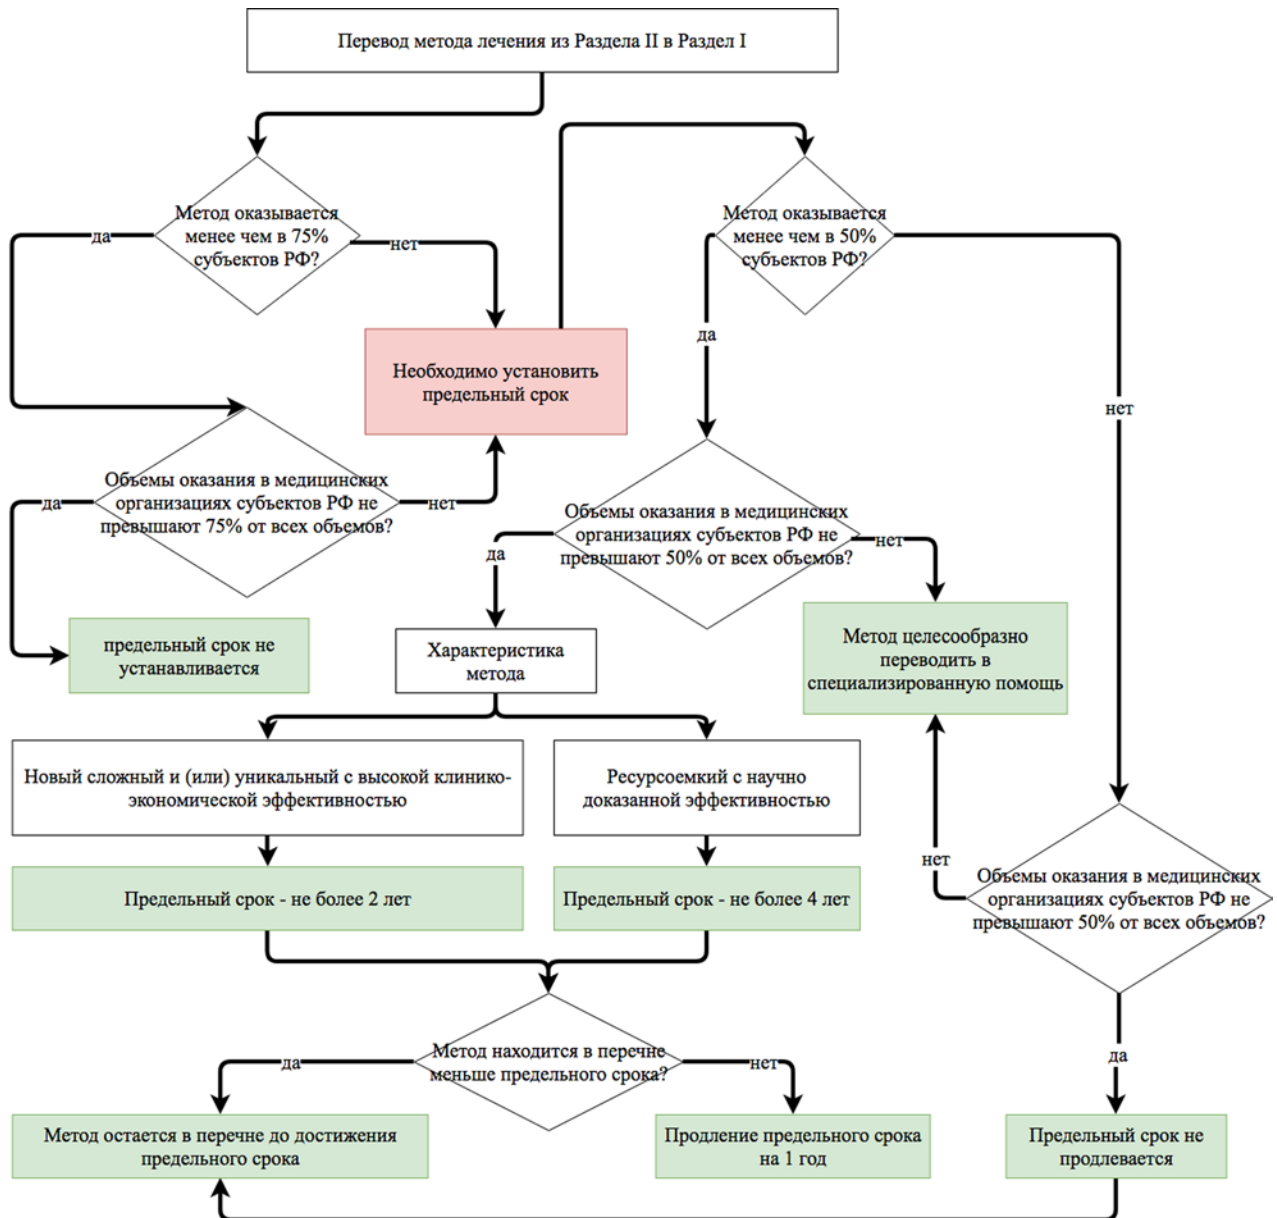 Перевод метода лечения из Раздела II в Раздел I
Метод оказывается
менее чем в 75%
субъектов РФ?
да
нет
Метод оказывается
менее чем в 50%
субъектов РФ?
да
нет
Необходимо установить
предельный срок
Объемы оказания в медицинских
организациях субъектов РФ не
превышают 75% от всех объемов?
да
нет
Объемы оказания в медицинских
организациях субъектов РФ не
превышают 50% от всех объемов?
да
нет
предельный срок не
устанавливается
Характеристика
метода
Метод целесообразно
переводить в
специализированную помощь
Новый сложный и (или) уникальный с высокой клинико-
экономической эффективностью
Ресурсоемкий с научно
доказанной эффективностью
Предельный срок - не более 2 лет
Предельный срок - не более 4 лет
нет
Объемы оказания в медицинских
организациях субъектов РФ не
превышают 50% от всех объемов?
да
Метод находится в перечне
меньше предельного срока?
да
нет
Метод остается в перечне до достижения
предельного срока
Продление предельного срока
на 1 год
Предельный срок не
продлевается